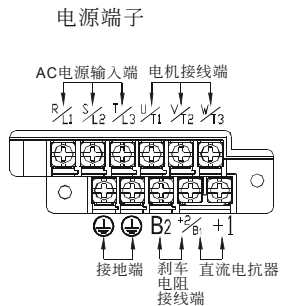 电源端子
AC电源输入端 电机接线端
R/L1 S/L2 T/L3 U/T1 V/T2 W/T3
B2 +2/B1 +1
接地端 刹车电阻接线端 直流电抗器